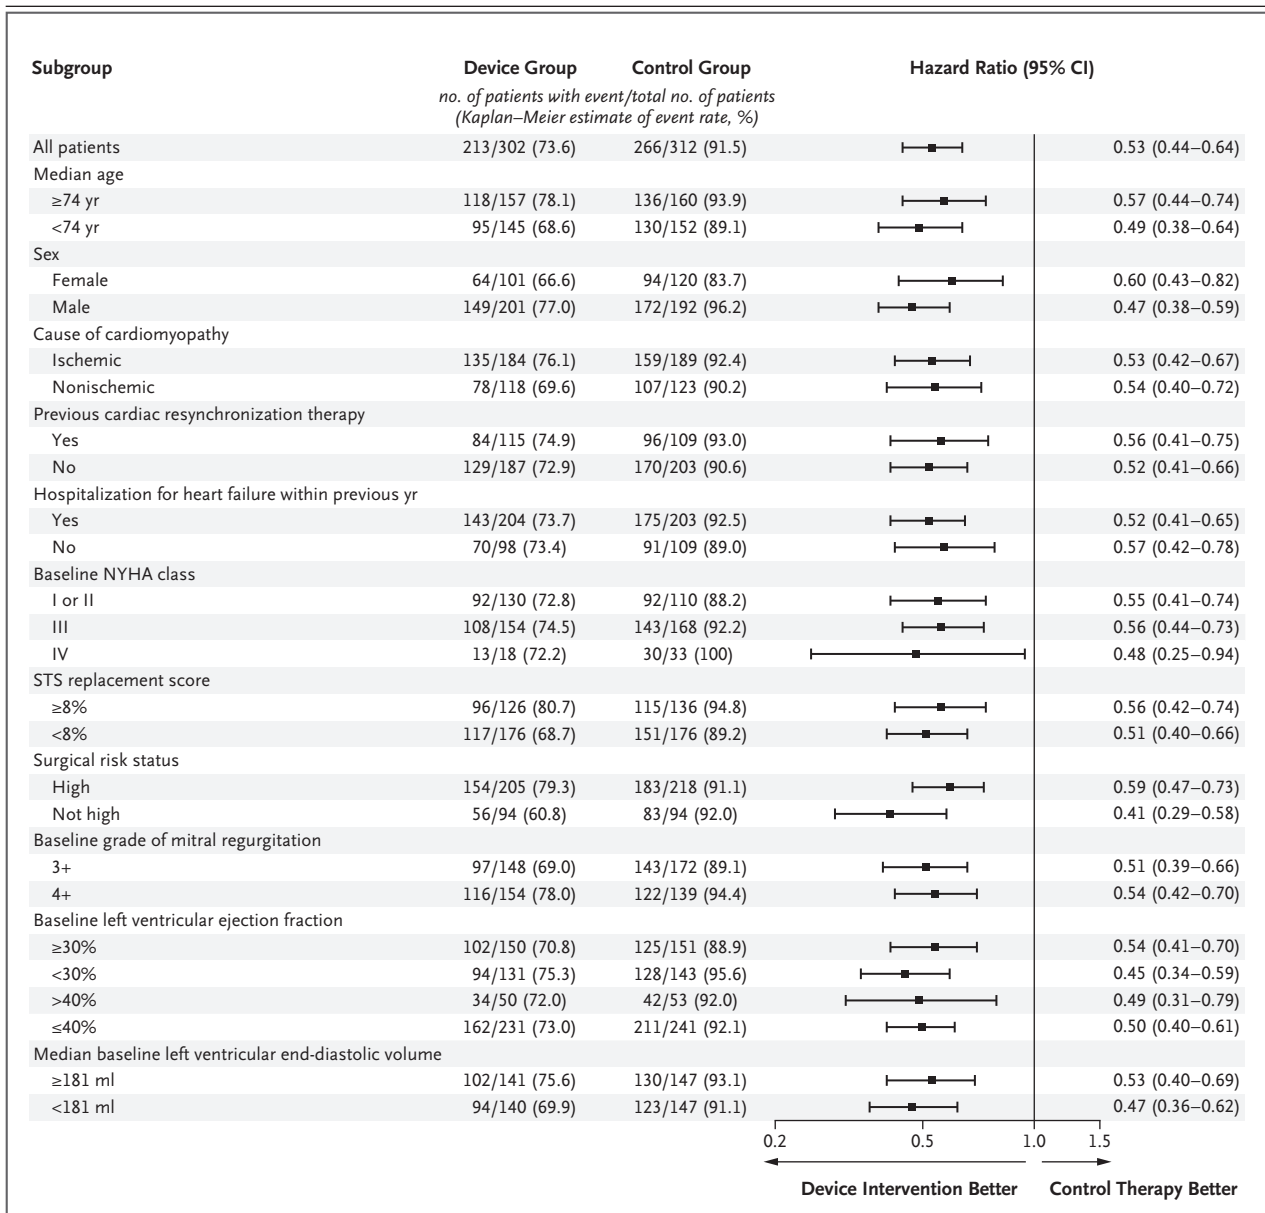 Subgroup Device Group Control Group Hazard Ratio (95% CI)
no. of patients with event/total no. of patients
(Kaplan–Meier estimate of event rate, %)
All patients 213/302 (73.6) 266/312 (91.5) 0.53 (0.44–0.64)
Median age
≥74 yr 118/157 (78.1) 136/160 (93.9) 0.57 (0.44–0.74)
<74 yr 95/145 (68.6) 130/152 (89.1) 0.49 (0.38–0.64)
Sex
Female 64/101 (66.6) 94/120 (83.7) 0.60 (0.43–0.82)
Male 149/201 (77.0) 172/192 (96.2) 0.47 (0.38–0.59)
Cause of cardiomyopathy
Ischemic 135/184 (76.1) 159/189 (92.4) 0.53 (0.42–0.67)
Nonischemic 78/118 (69.6) 107/123 (90.2) 0.54 (0.40–0.72)
Previous cardiac resynchronization therapy
Yes 84/115 (74.9) 96/109 (93.0) 0.56 (0.41–0.75)
No 129/187 (72.9) 170/203 (90.6) 0.52 (0.41–0.66)
Hospitalization for heart failure within previous yr
Yes 143/204 (73.7) 175/203 (92.5) 0.52 (0.41–0.65)
No 70/98 (73.4) 91/109 (89.0) 0.57 (0.42–0.78)
Baseline NYHA class
I or II 92/130 (72.8) 92/110 (88.2) 0.55 (0.41–0.74)
III 108/154 (74.5) 143/168 (92.2) 0.56 (0.44–0.73)
IV 13/18 (72.2) 30/33 (100) 0.48 (0.25–0.94)
STS replacement score
≥8% 96/126 (80.7) 115/136 (94.8) 0.56 (0.42–0.74)
<8% 117/176 (68.7) 151/176 (89.2) 0.51 (0.40–0.66)
Surgical risk status
High 154/205 (79.3) 183/218 (91.1) 0.59 (0.47–0.73)
Not high 56/94 (60.8) 83/94 (92.0) 0.41 (0.29–0.58)
Baseline grade of mitral regurgitation
3+ 97/148 (69.0) 143/172 (89.1) 0.51 (0.39–0.66)
4+ 116/154 (78.0) 122/139 (94.4) 0.54 (0.42–0.70)
Baseline left ventricular ejection fraction
≥30% 102/150 (70.8) 125/151 (88.9) 0.54 (0.41–0.70)
<30% 94/131 (75.3) 128/143 (95.6) 0.45 (0.34–0.59)
>40% 34/50 (72.0) 42/53 (92.0) 0.49 (0.31–0.79)
≤40% 162/231 (73.0) 211/241 (92.1) 0.50 (0.40–0.61)
Median baseline left ventricular end-diastolic volume
≥181 ml 102/141 (75.6) 130/147 (93.1) 0.53 (0.40–0.69)
<181 ml 94/140 (69.9) 123/147 (91.1) 0.47 (0.36–0.62)
0.2 0.5 1.0 1.5
Device Intervention Better Control Therapy Better